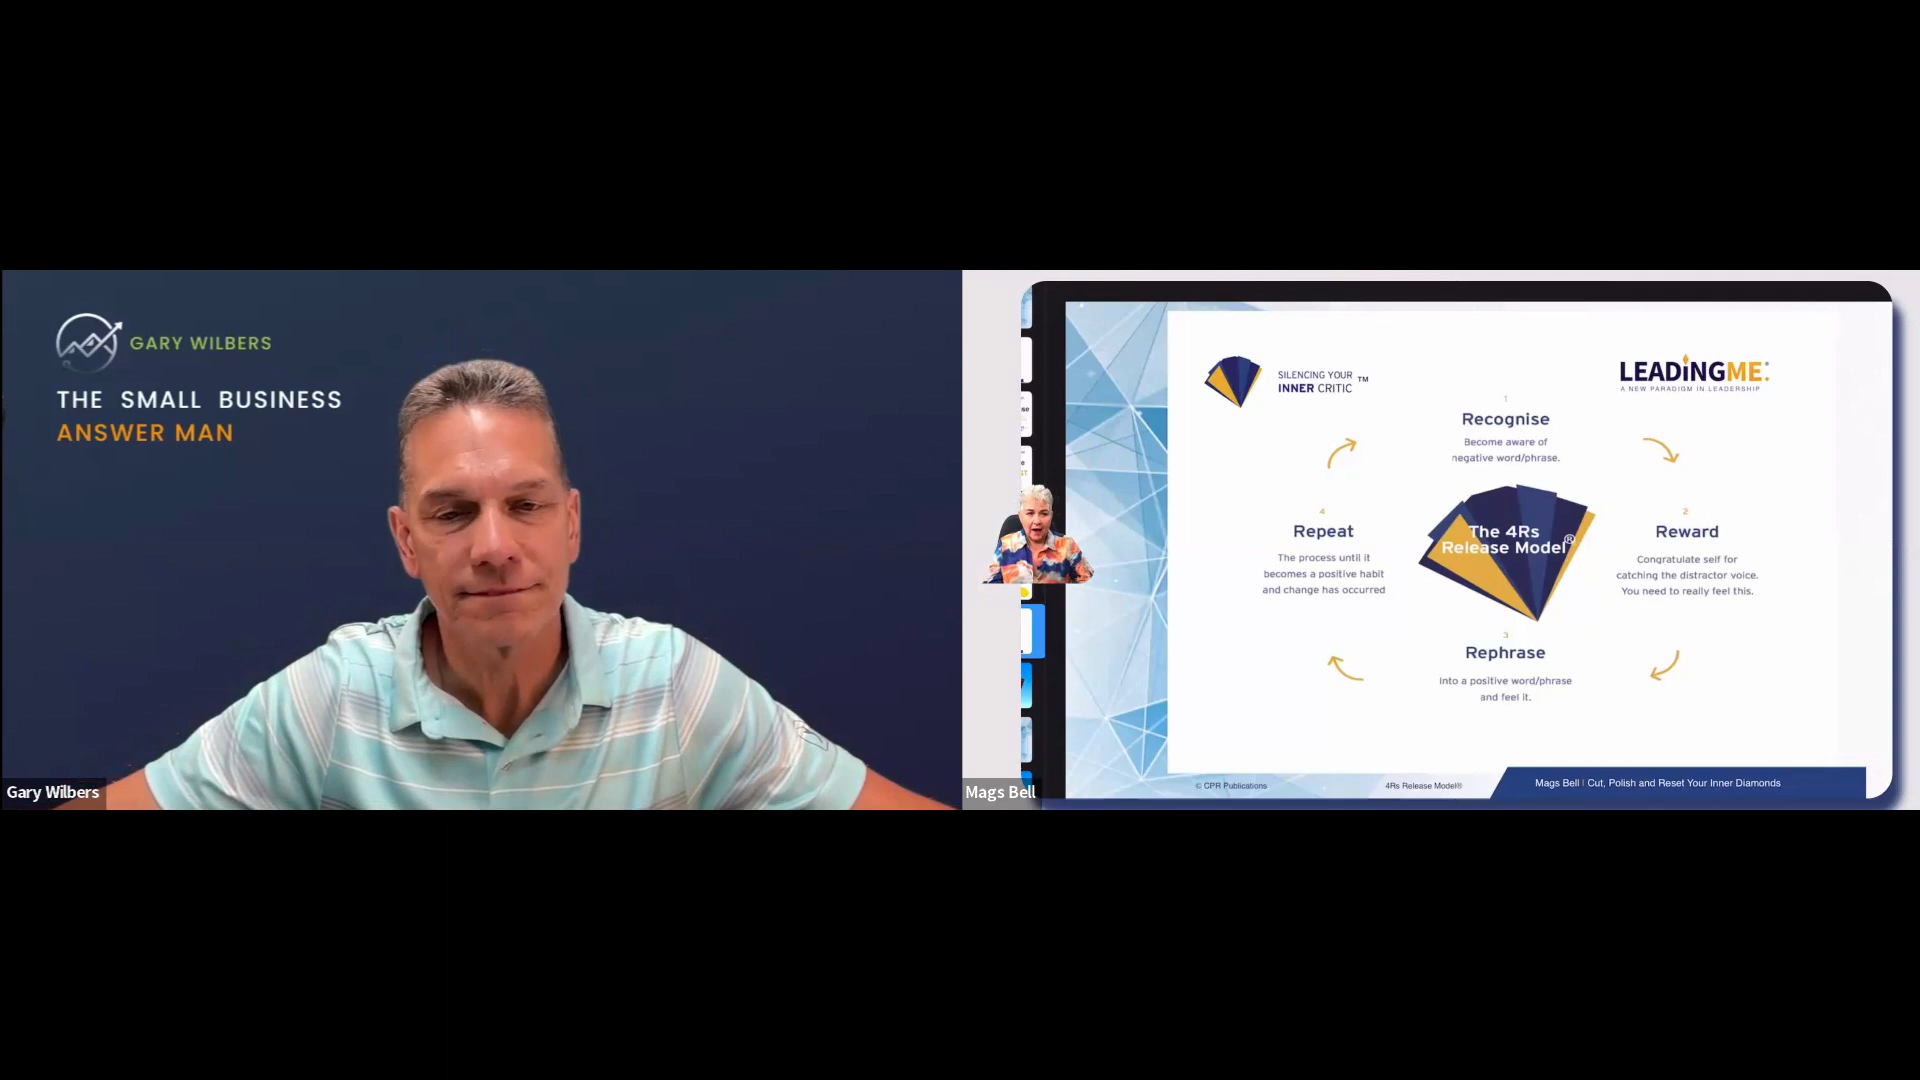 GARY WILBERS
THE SMALL BUSINESS
ANSWER MAN
Gary Wilbers
SILENCING YOUR
INNER CRITIC ™
LEADiNGME:
A NEW PARADIGM IN LEADERSHIP
1
Recognise
Become aware of
negative word/phrase.
4
Repeat
The process until it
becomes a positive habit
and change has occurred
The 4Rs
Release Model®
2
Reward
Congratulate self for
catching the distractor voice.
You need to really feel this.
3
Rephrase
Into a positive word/phrase
and feel it.
© CPR Publications
4Rs Release Model®
Mags Bell | Cut, Polish and Reset Your Inner Diamonds
Mags Bell